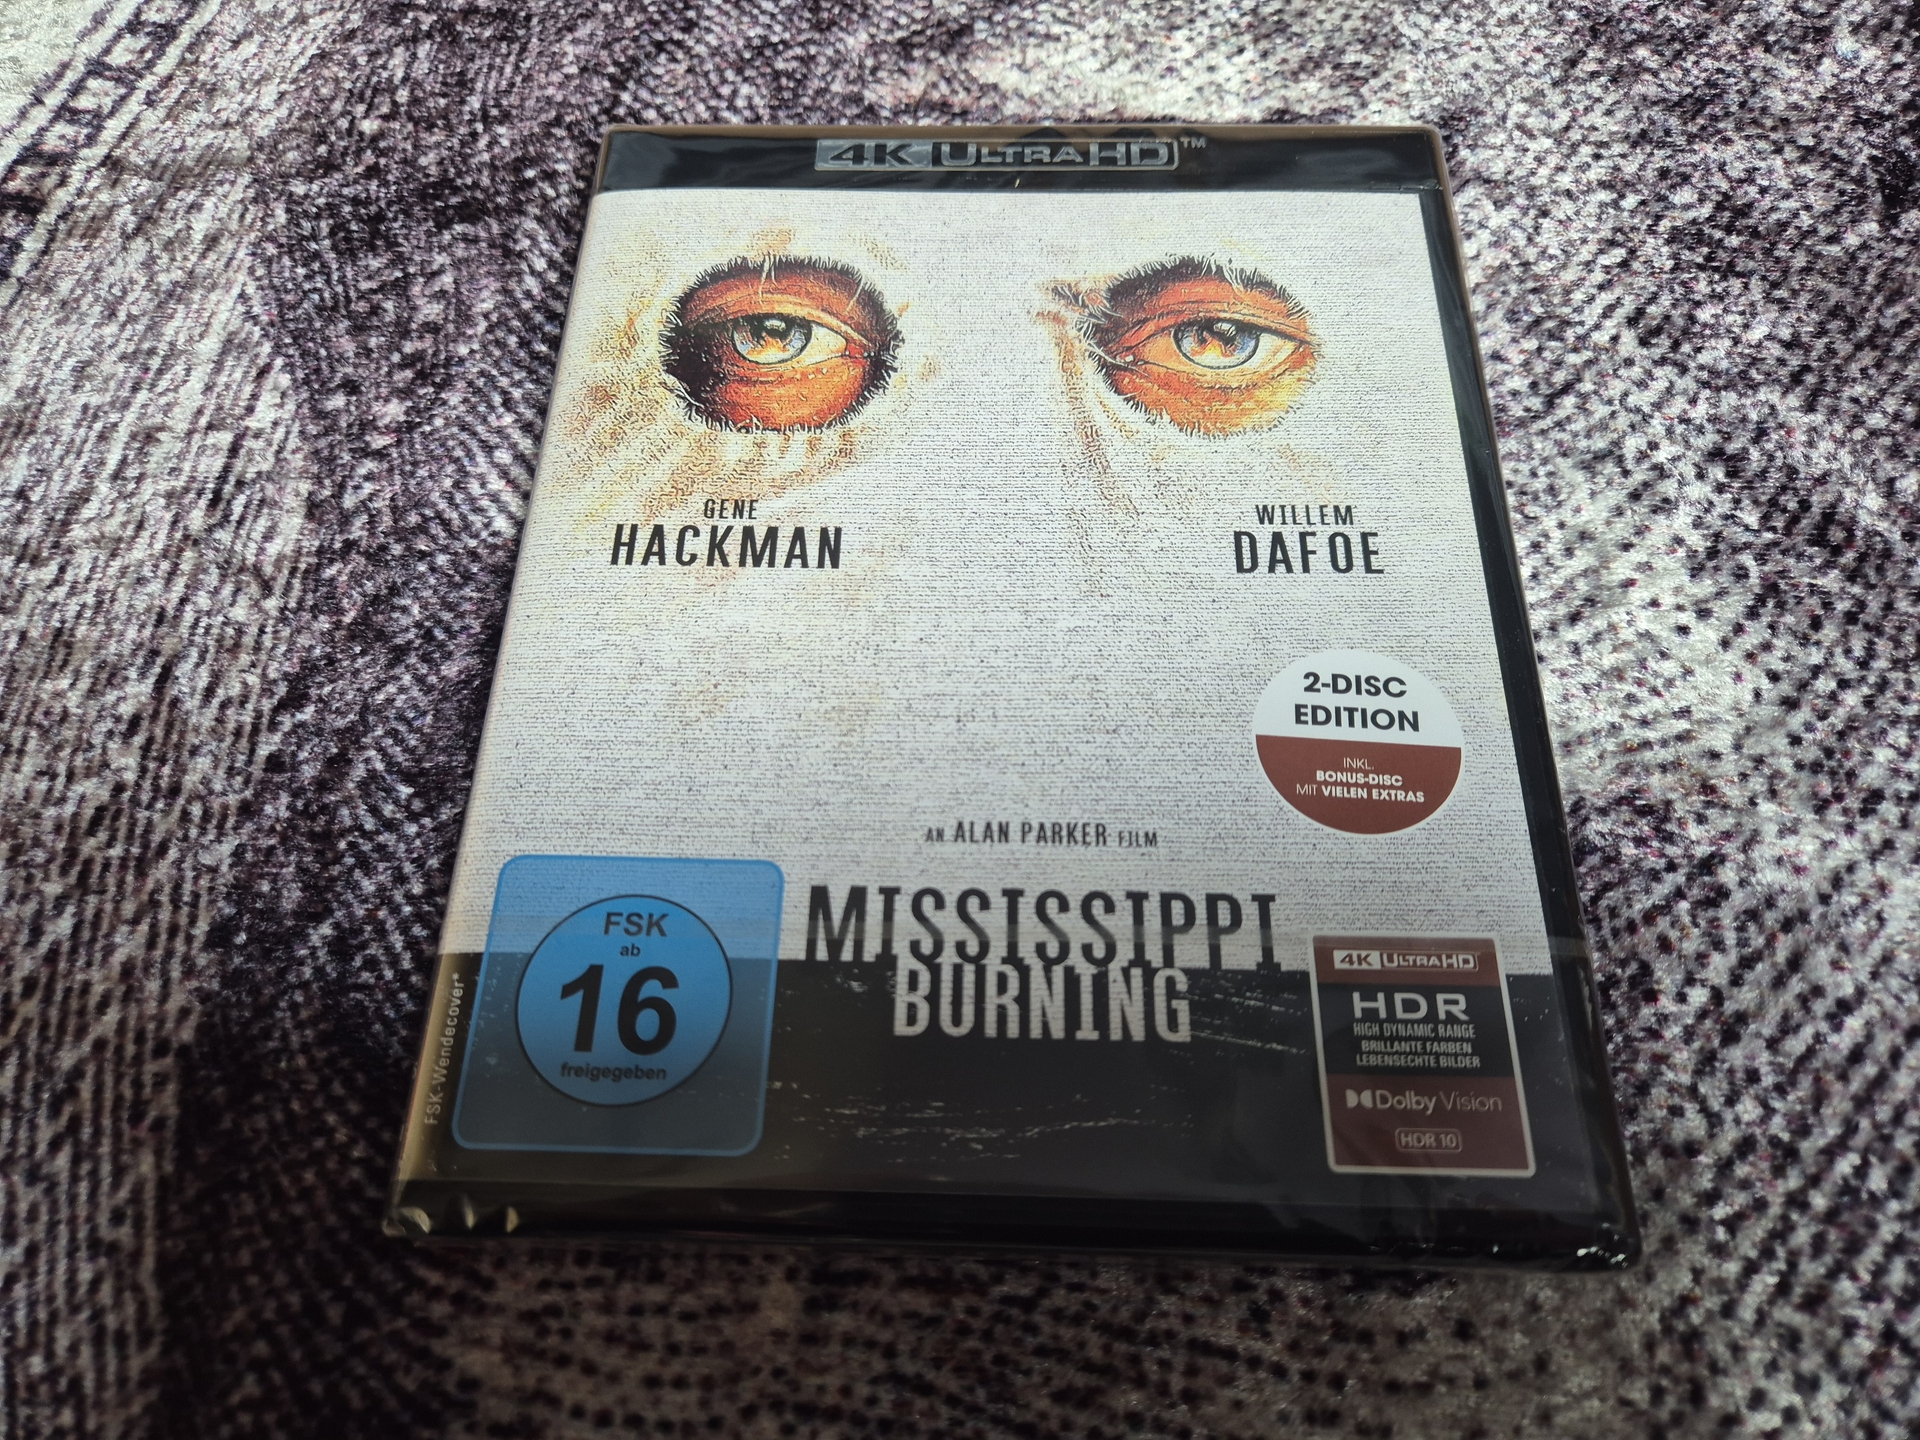 4K ULTRA HD™
GENE
HACKMAN
WILLEM
DAFOE
2-DISC
EDITION
INKL.
BONUS-DISC
MIT VIELEN EXTRAS
AN ALAN PARKER FILM
MISSISSIPPI
BURNING
FSK
ab
16
freigegeben
FSK-Wendecover*
4K ULTRA HD
HDR
HIGH DYNAMIC RANGE
BRILLANTE FARBEN
LEBENSECHTE BILDER
Dolby Vision
HDR 10